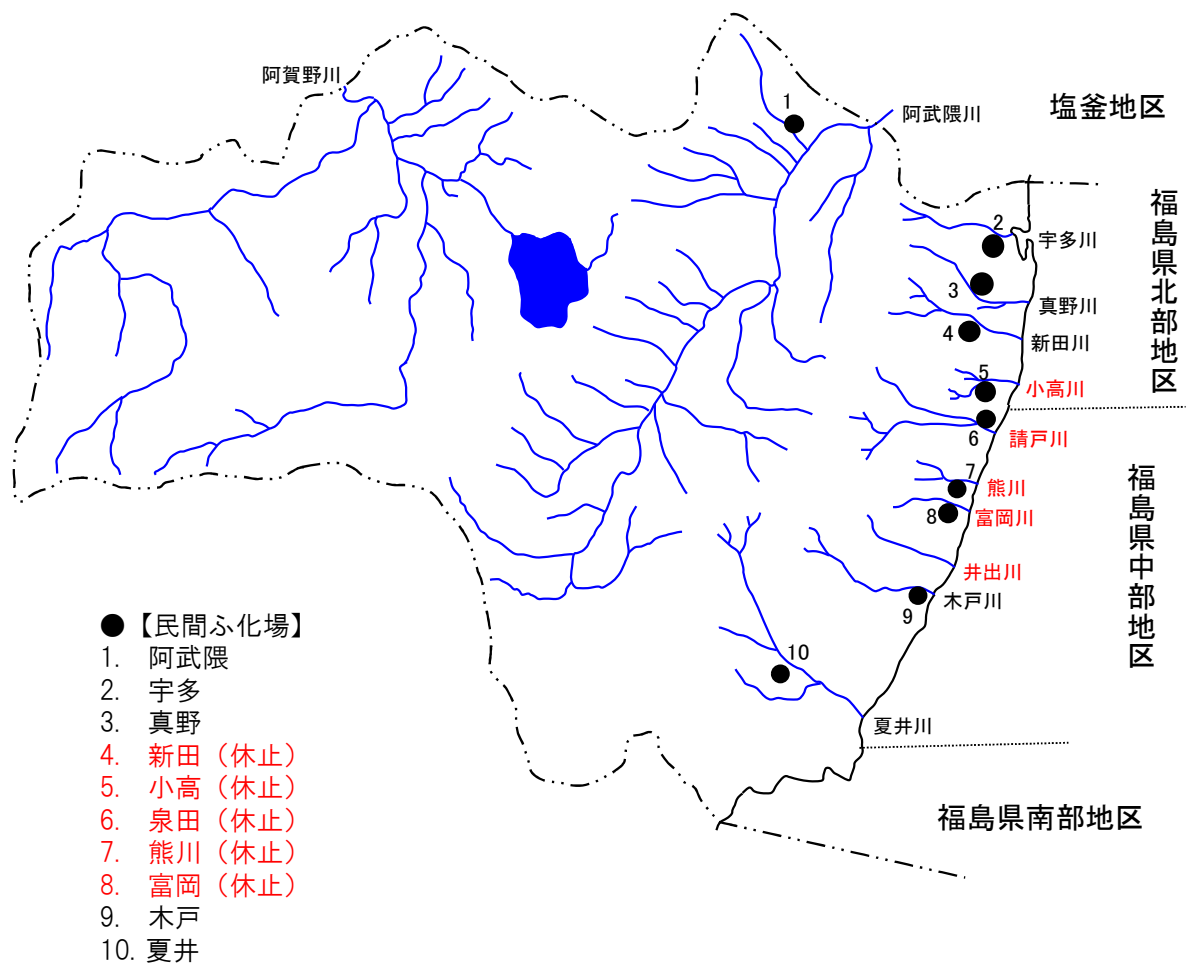 阿賀野川
1
阿武隈川
塩釜地区
福島県北部地区
2
宇多川
3
真野川
4
新田川
5
小高川
6
請戸川
福島県中部地区
7
熊川
8
富岡川
井出川
9
木戸川
10
夏井川
福島県南部地区
●【民間ふ化場】
1. 阿武隈
2. 宇多
3. 真野
4. 新田（休止）
5. 小高（休止）
6. 泉田（休止）
7. 熊川（休止）
8. 富岡（休止）
9. 木戸
10. 夏井